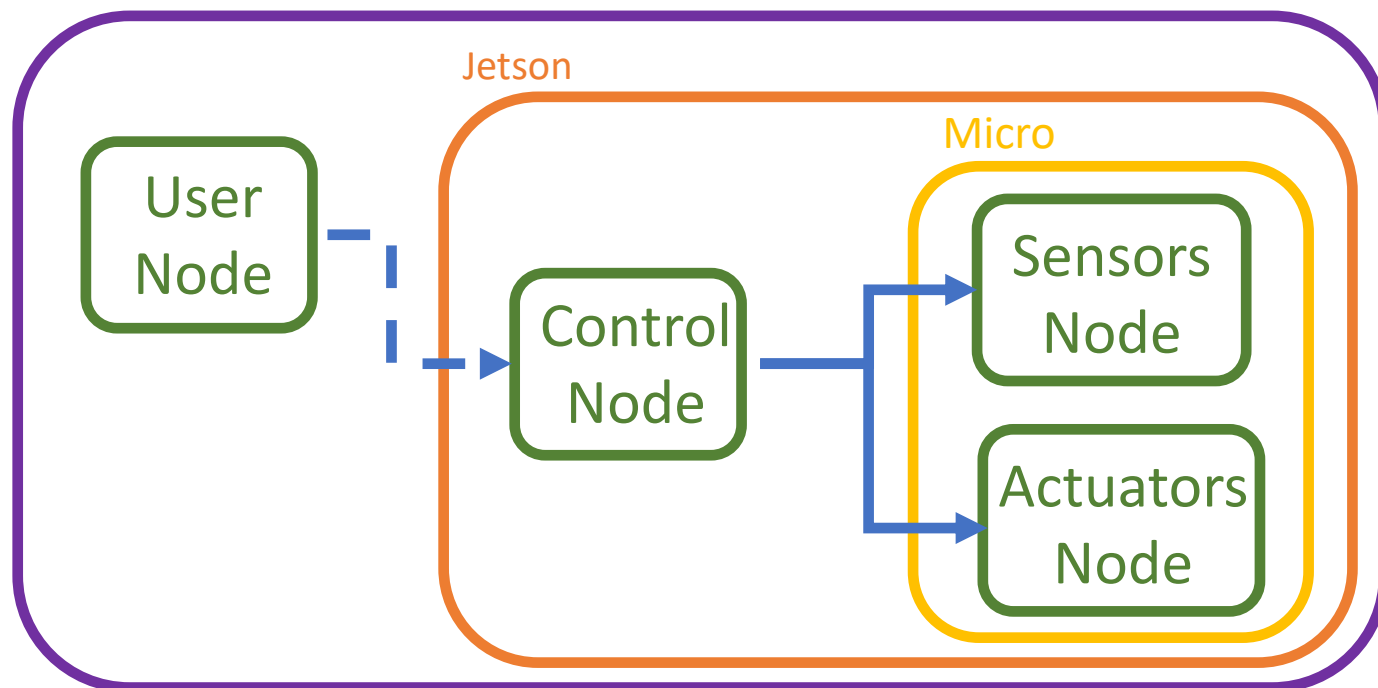 Jetson
Micro
User
Node
Control
Node
Sensors
Node
Actuators
Node